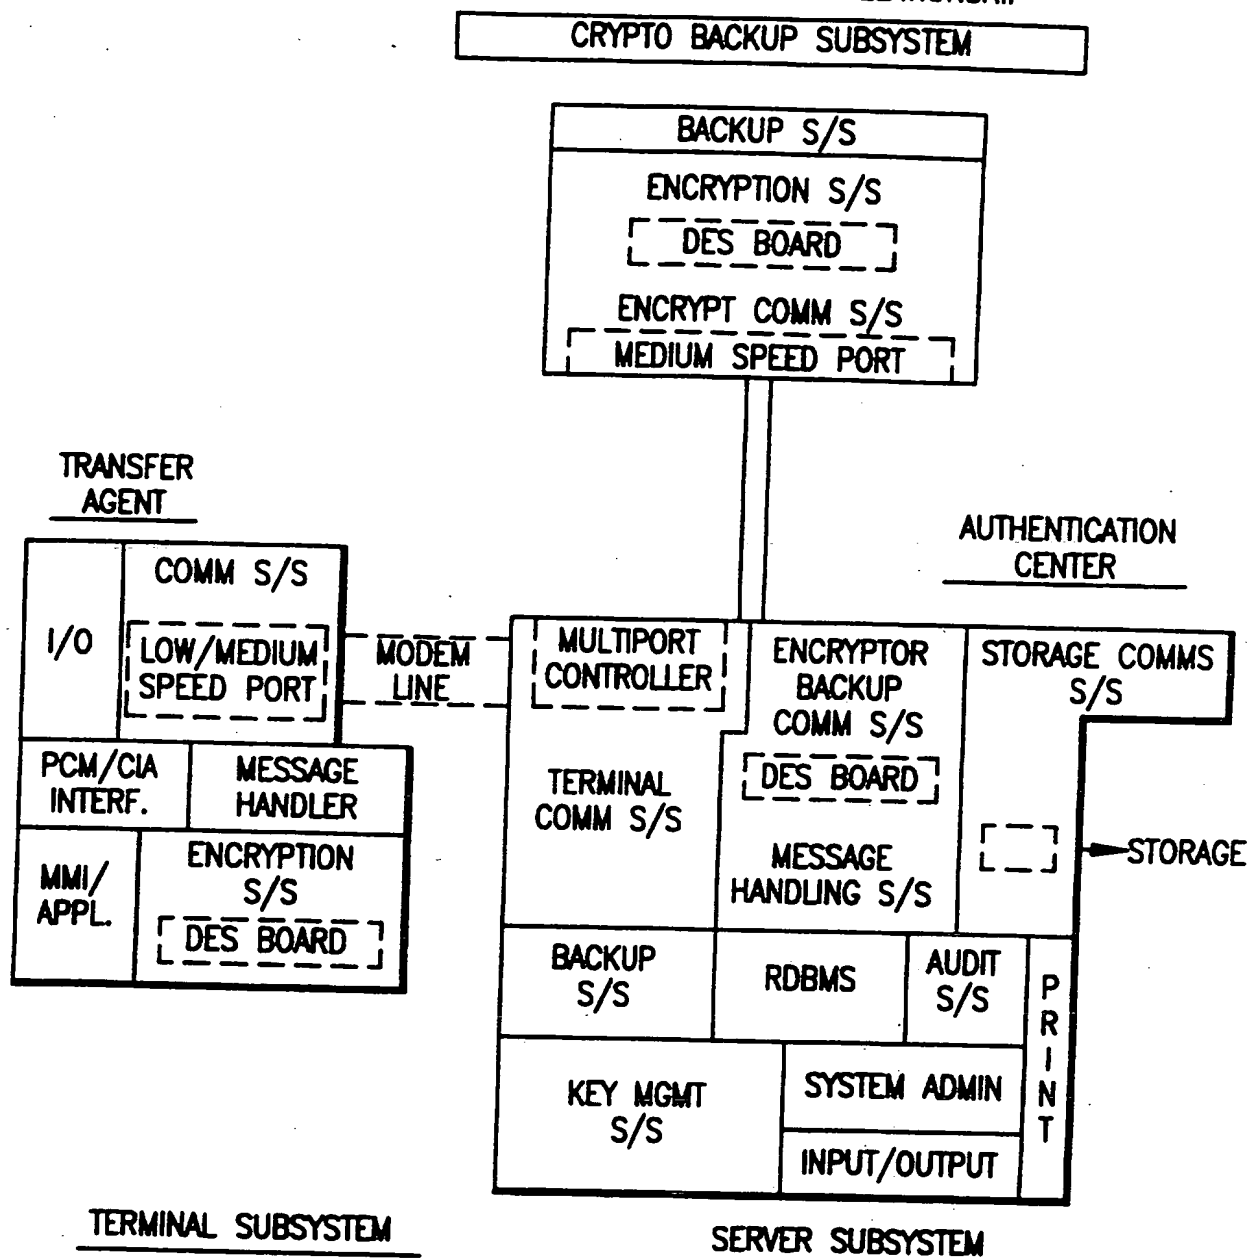 CRYPTO BACKUP SUBSYSTEM
BACKUP S/S
ENCRYPTION S/S
DES BOARD
ENCRYPT COMM S/S
MEDIUM SPEED PORT
TRANSFER
AGENT
I/O
COMM S/S
LOW/MEDIUM
SPEED PORT
PCM/CIA
INTERF.
MESSAGE
HANDLER
MMI/
APPL.
ENCRYPTION
S/S
DES BOARD
MODEM
LINE
AUTHENTICATION
CENTER
MULTIPORT
CONTROLLER
TERMINAL
COMM S/S
ENCRYPTOR
BACKUP
COMM S/S
DES BOARD
MESSAGE
HANDLING S/S
STORAGE COMMS
S/S
STORAGE
BACKUP
S/S
RDBMS
AUDIT
S/S
PRINT
KEY MGMT
S/S
SYSTEM ADMIN
INPUT/OUTPUT
TERMINAL SUBSYSTEM
SERVER SUBSYSTEM